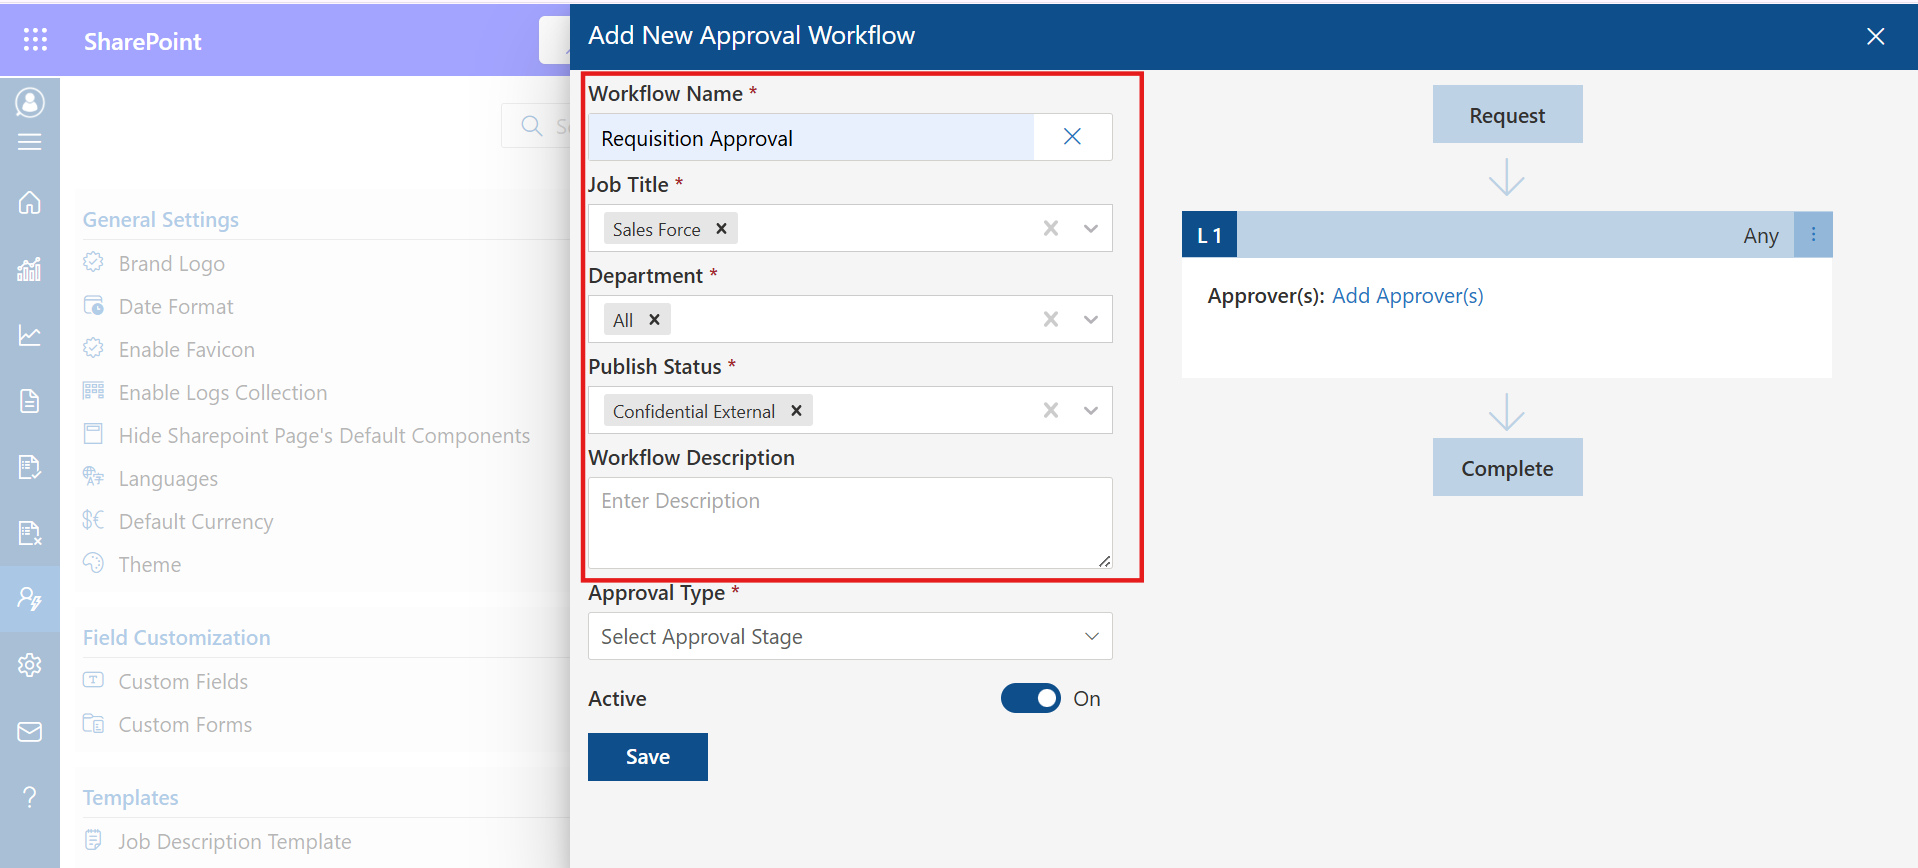 SharePoint
General Settings
Brand Logo
Date Format
Enable Favicon
Enable Logs Collection
Hide Sharepoint Page's Default Components
Languages
Default Currency
Theme
Field Customization
Custom Fields
Custom Forms
Templates
Job Description Template
Add New Approval Workflow
Workflow Name *
Requisition Approval
Job Title *
Sales Force
Department *
All
Publish Status *
Confidential External
Workflow Description
Enter Description
Approval Type *
Select Approval Stage
Active On
Save
Request
L 1 Any
Approver(s): Add Approver(s)
Complete